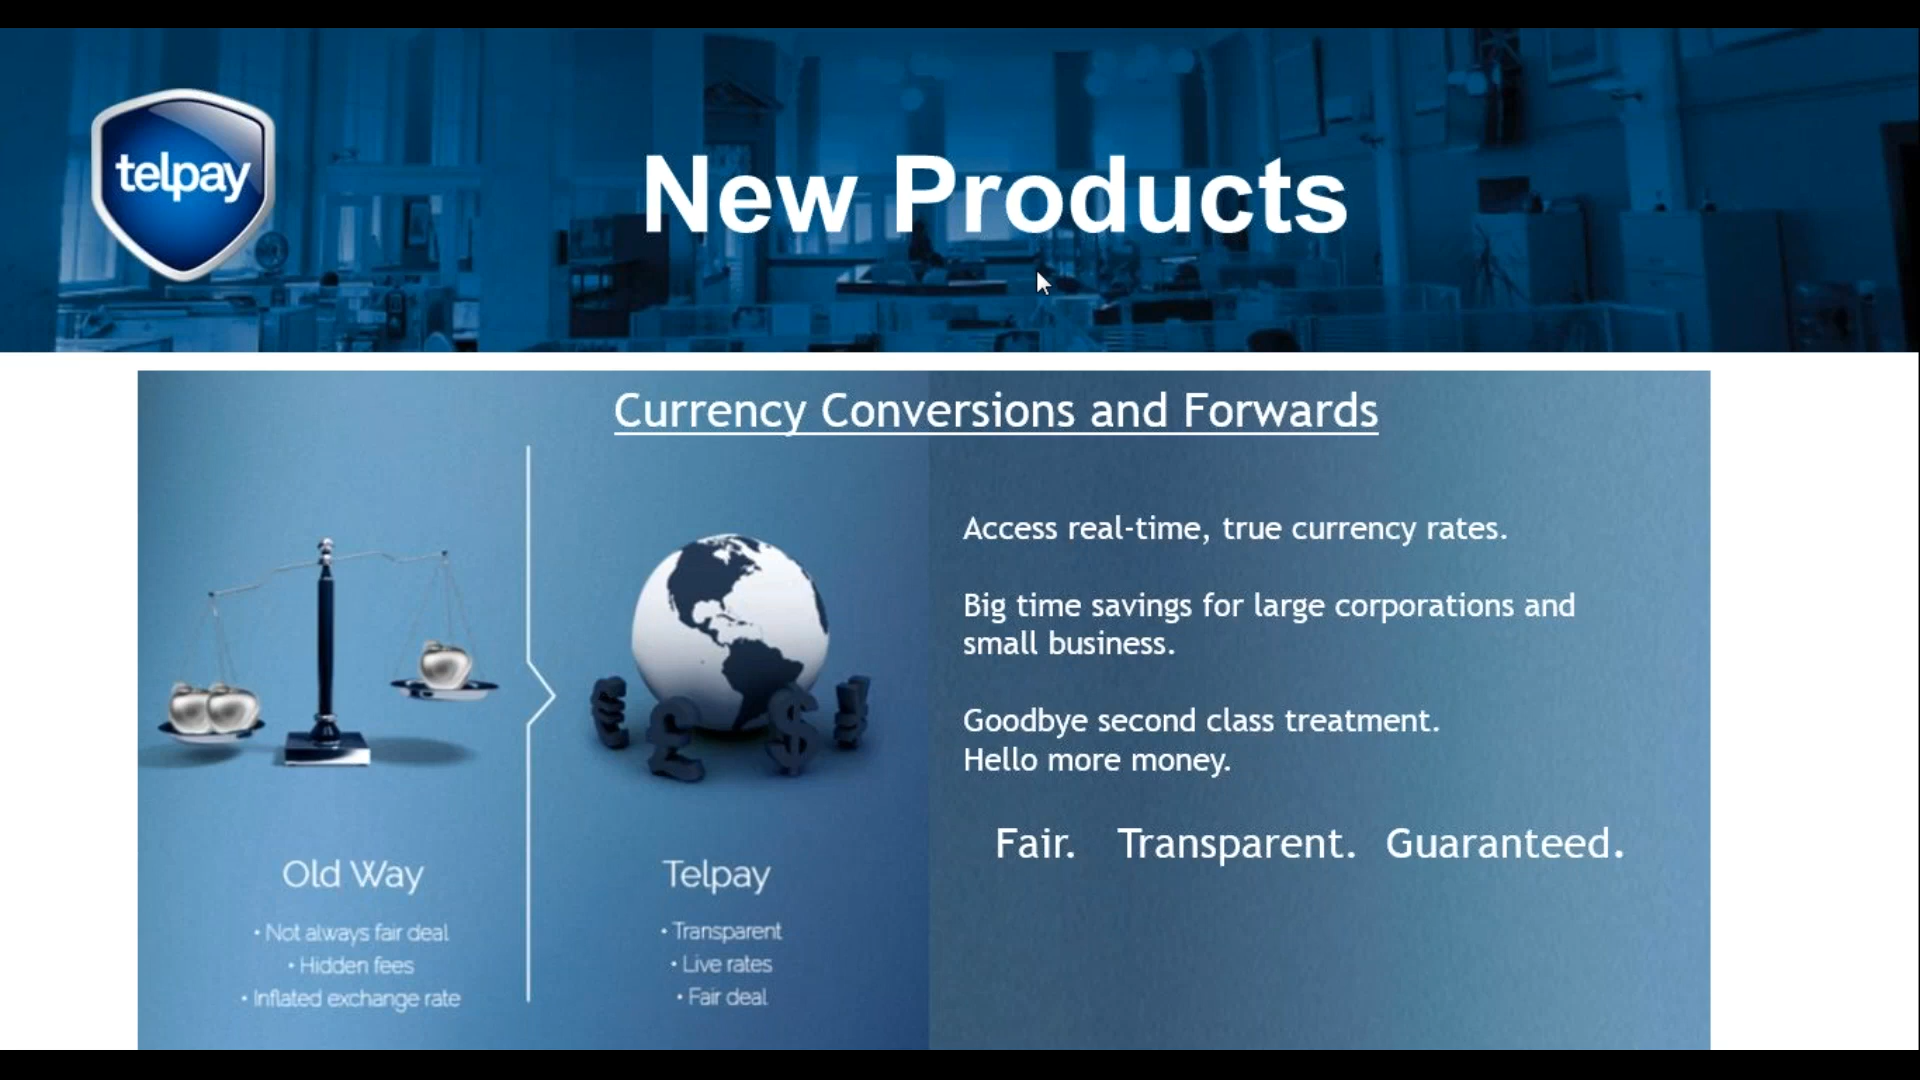 telpay
New Products
Currency Conversions and Forwards
Access real-time, true currency rates.
Big time savings for large corporations and
small business.
Goodbye second class treatment.
Hello more money.
Fair. Transparent. Guaranteed.
Old Way
• Not always fair deal
• Hidden fees
• Inflated exchange rate
Telpay
• Transparent
• Live rates
• Fair deal